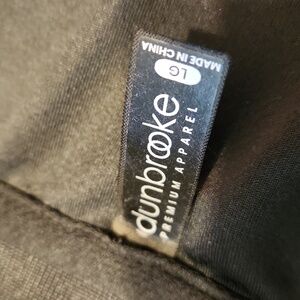 dunbrooke
PREMIUM APPAREL
LG
MADE IN CHINA